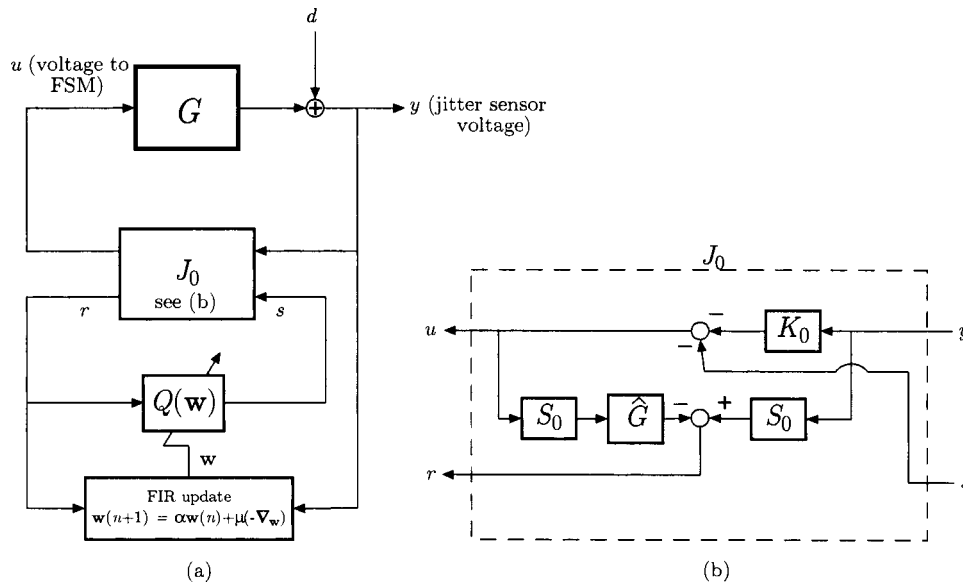 d
u (voltage to
FSM)
G
+
y (jitter sensor
voltage)
J₀
see (b)
r
s
Q(w)
w
FIR update
w(n+1) = αw(n)+μ(-∇w)
(a)
J₀
u
−
K₀
−
S₀
Ĝ
−
+
S₀
r
(b)